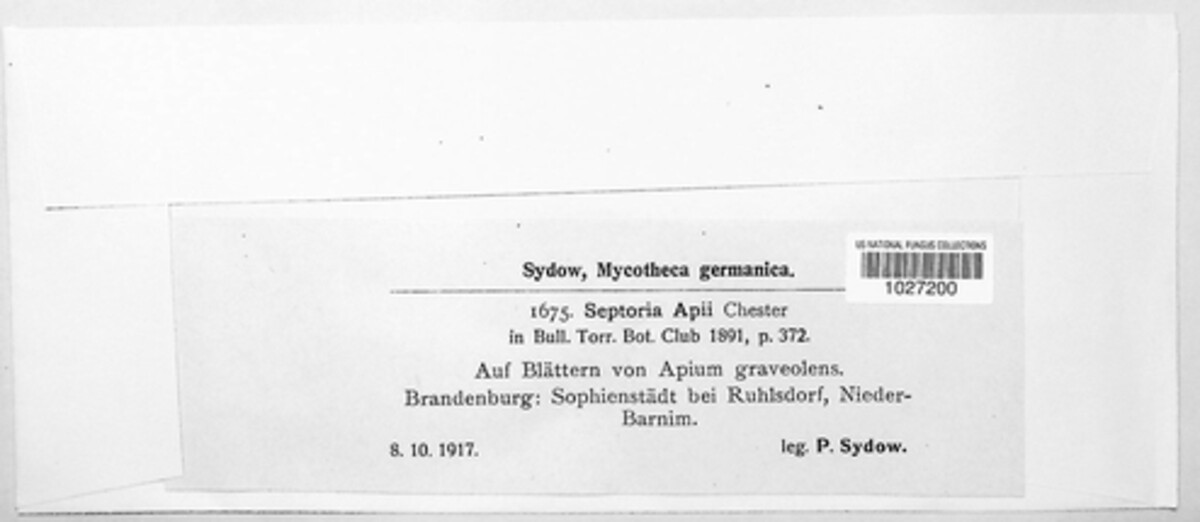 US NATIONAL FUNGUS COLLECTIONS
1027200
Sydow, Mycotheca germanica.
1675. Septoria Apii Chester
in Bull. Torr. Bot. Club 1891, p. 372.
Auf Blättern von Apium graveolens.
Brandenburg: Sophienstädt bei Ruhlsdorf, Nieder-
Barnim.
8. 10. 1917. leg. P. Sydow.